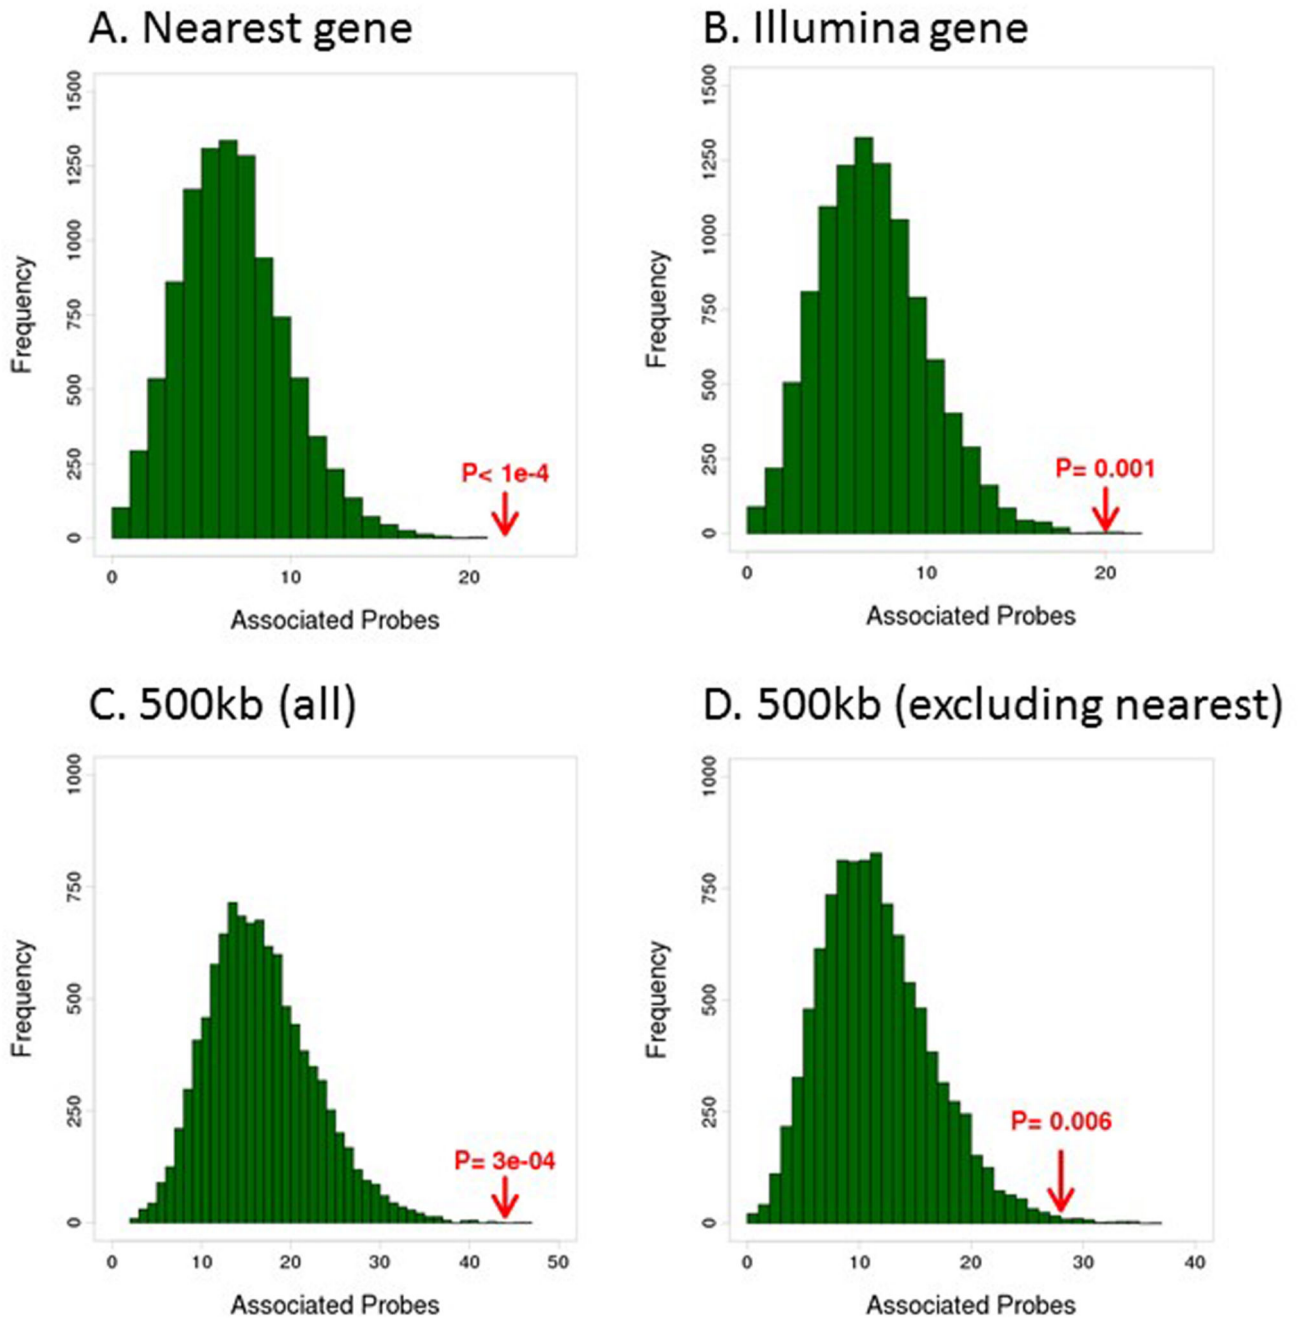 A. Nearest gene
1500
1250
1000
750
500
250
0
Frequency
P< 1e-4
0 10 20
Associated Probes
B. Illumina gene
1500
1250
1000
750
500
250
0
Frequency
P= 0.001
0 10 20
Associated Probes
C. 500kb (all)
1000
750
500
250
0
Frequency
P= 3e-04
0 10 20 30 40 50
Associated Probes
D. 500kb (excluding nearest)
1000
750
500
250
0
Frequency
P= 0.006
0 10 20 30 40
Associated Probes